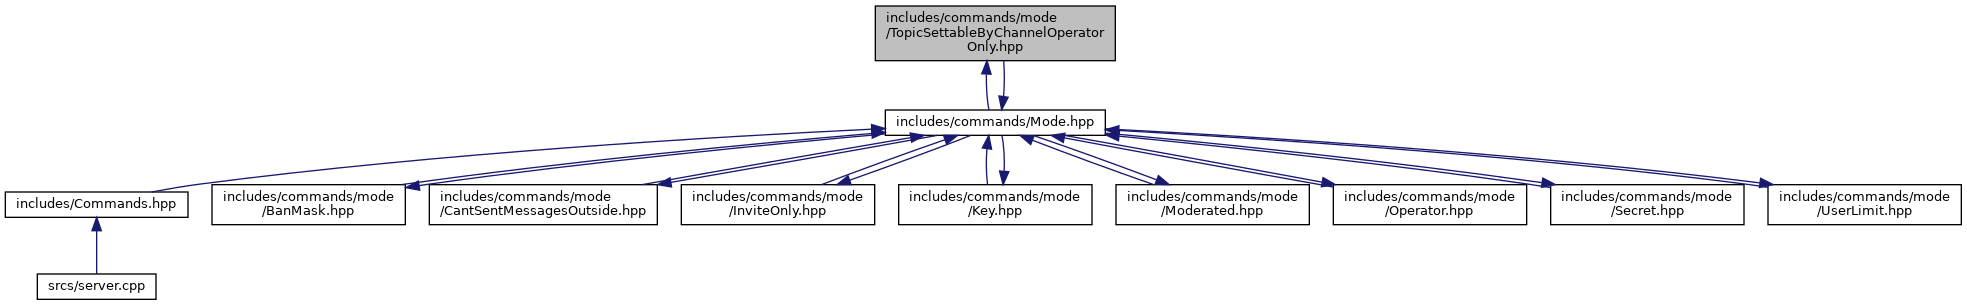 includes/commands/mode
/TopicSettableByChannelOperator
Only.hpp
includes/commands/Mode.hpp
includes/Commands.hpp
includes/commands/mode
/BanMask.hpp
includes/commands/mode
/CantSentMessagesOutside.hpp
includes/commands/mode
/InviteOnly.hpp
includes/commands/mode
/Key.hpp
includes/commands/mode
/Moderated.hpp
includes/commands/mode
/Operator.hpp
includes/commands/mode
/Secret.hpp
includes/commands/mode
/UserLimit.hpp
srcs/server.cpp